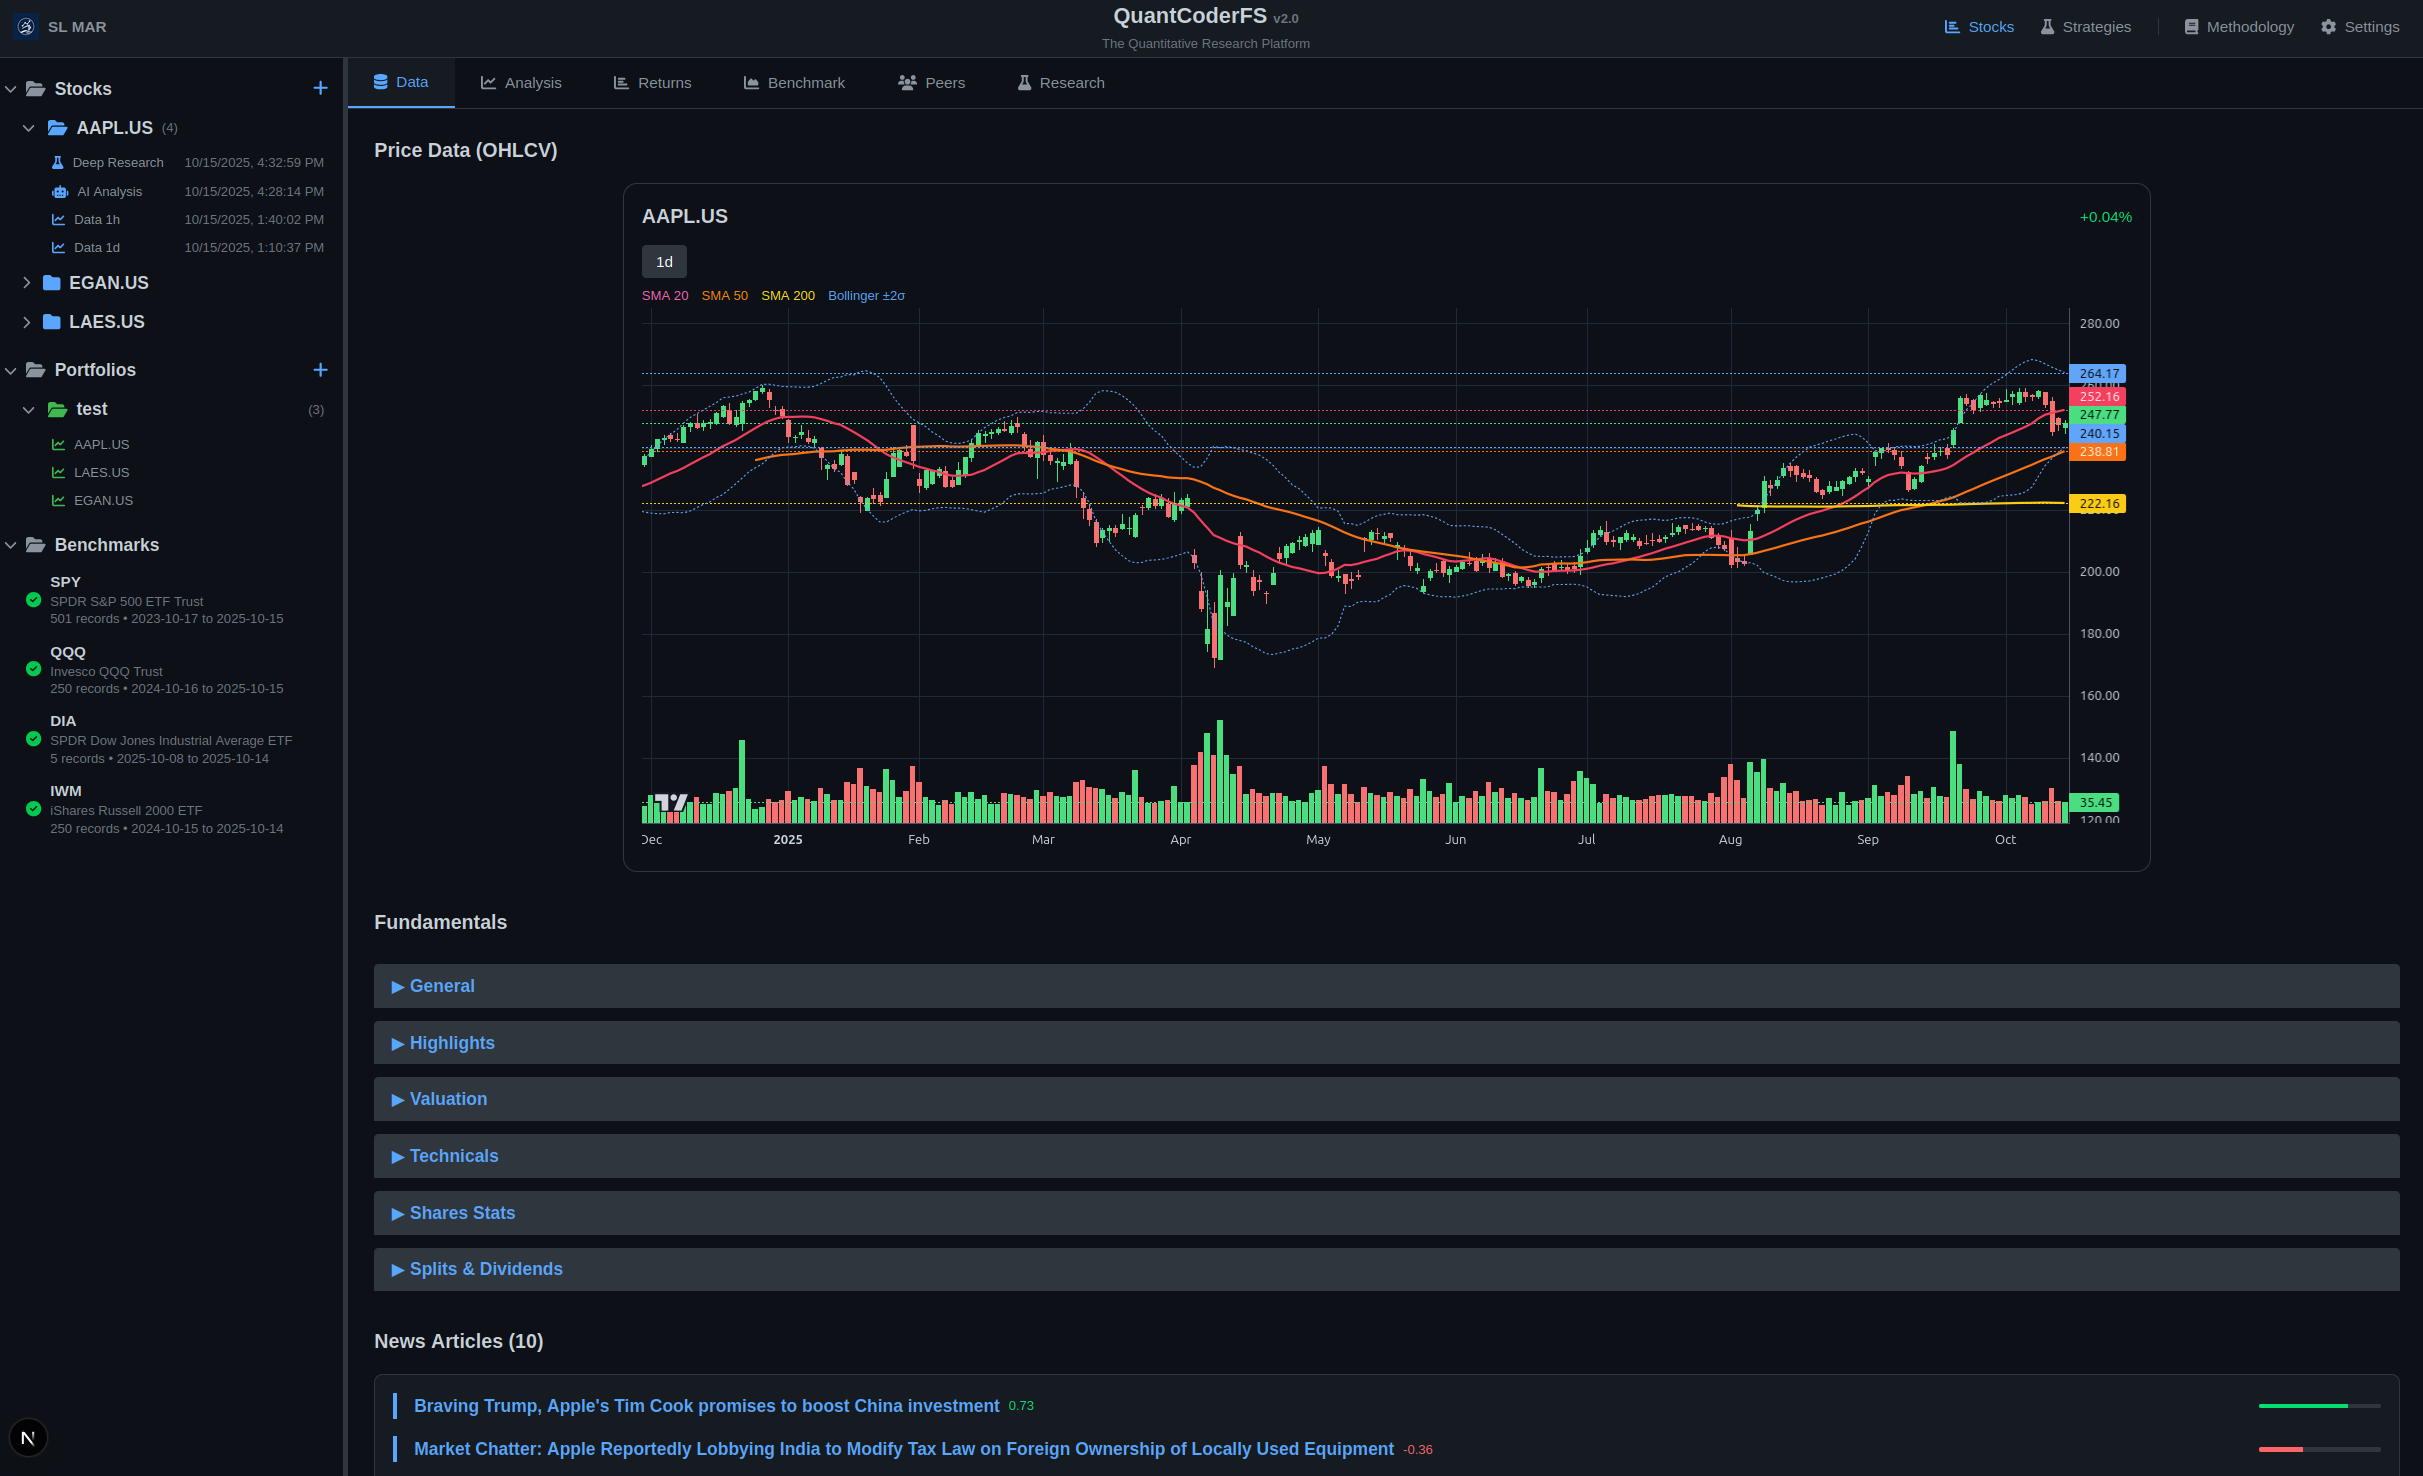 SL MAR
QuantCoderFS v2.0
The Quantitative Research Platform
Stocks
Strategies
Methodology
Settings
Stocks
AAPL.US (4)
Deep Research 10/15/2025, 4:32:59 PM
AI Analysis 10/15/2025, 4:28:14 PM
Data 1h 10/15/2025, 1:40:02 PM
Data 1d 10/15/2025, 1:10:37 PM
EGAN.US
LAES.US
Portfolios
test (3)
AAPL.US
LAES.US
EGAN.US
Benchmarks
SPY
SPDR S&P 500 ETF Trust
501 records • 2023-10-17 to 2025-10-15
QQQ
Invesco QQQ Trust
250 records • 2024-10-16 to 2025-10-15
DIA
SPDR Dow Jones Industrial Average ETF
5 records • 2025-10-08 to 2025-10-14
IWM
iShares Russell 2000 ETF
250 records • 2024-10-15 to 2025-10-14
N
Data
Analysis
Returns
Benchmark
Peers
Research
Price Data (OHLCV)
AAPL.US
+0.04%
1d
SMA 20 SMA 50 SMA 200 Bollinger ±2σ
280.00
264.17
252.16
247.77
240.15
238.81
222.16
200.00
180.00
160.00
140.00
35.45
120.00
Dec 2025 Feb Mar Apr May Jun Jul Aug Sep Oct
Fundamentals
▶ General
▶ Highlights
▶ Valuation
▶ Technicals
▶ Shares Stats
▶ Splits & Dividends
News Articles (10)
Braving Trump, Apple's Tim Cook promises to boost China investment 0.73
Market Chatter: Apple Reportedly Lobbying India to Modify Tax Law on Foreign Ownership of Locally Used Equipment -0.36